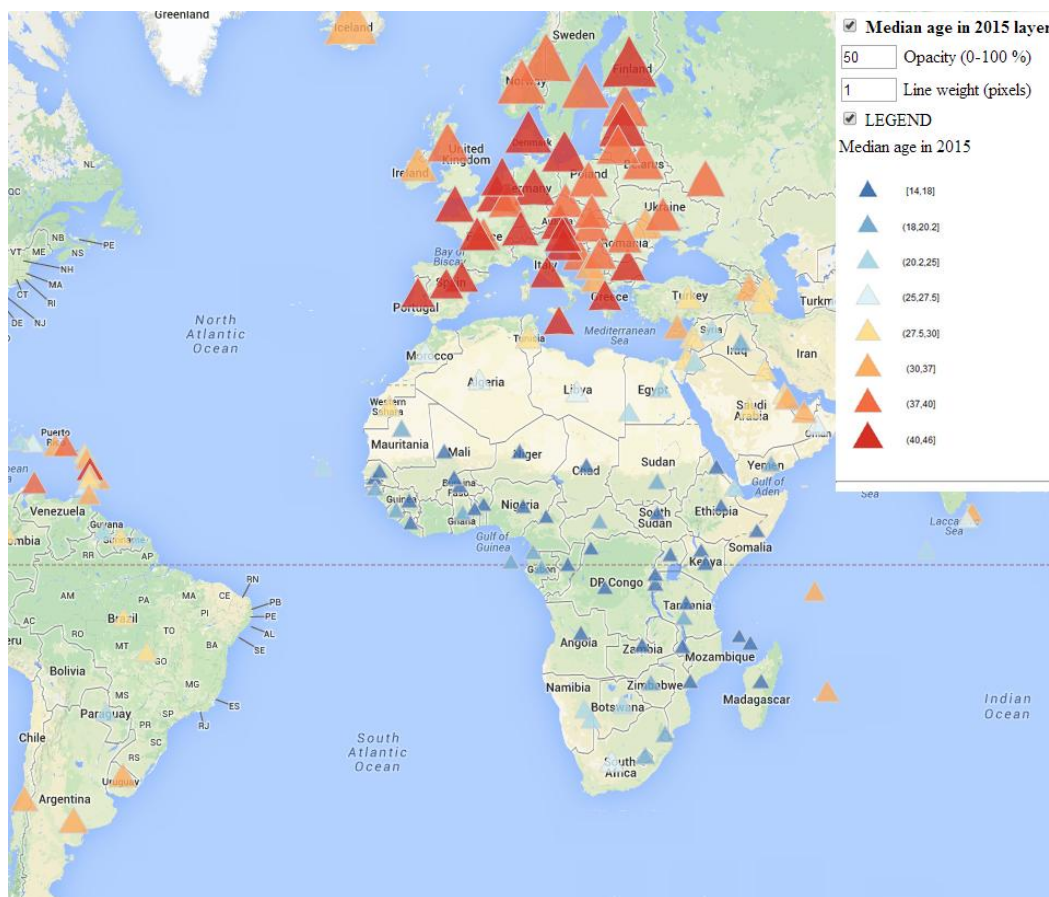 Greenland
Iceland
Sweden
Finland
Norway
NL
QC
PE
NB
ME
NS
VT
NH
MA
CT
RI
NJ
DE
United
Kingdom
Ireland
Denmark
Belarus
Poland
Germany
Ukraine
Austria
France
Romania
Bay of
Biscay
Italy
Spain
Portugal
Greece
Turkey
Turkm
North
Atlantic
Ocean
Mediterranean
Sea
Syria
Tunisia
Iraq
Iran
Morocco
Algeria
Libya
Egypt
Western
Sahara
Saudi
Arabia
Oman
Mauritania
Mali
Niger
Chad
Sudan
Yemen
Gulf of
Aden
Sea
Lacca
Sea
Puerto
Venezuela
Guyana
Suriname
mbia
Guinea
Burkina
Faso
Nigeria
Ghana
South
Sudan
Ethiopia
Somalia
Gulf of
Guinea
Gabon
Kenya
DR Congo
Tanzania
RR
AP
AM
PA
MA
CE
RN
PB
PE
AL
SE
PI
AC
RO
TO
BA
MT
GO
Brazil
eru
Bolivia
MG
MS
ES
SP
RJ
PR
SC
RS
Paraguay
Chile
Uruguay
Argentina
Angola
Zambia
Mozambique
Namibia
Zimbabwe
Madagascar
Botswana
South
Africa
South
Atlantic
Ocean
Indian
Ocean
Median age in 2015 layer
50 Opacity (0-100 %)
1 Line weight (pixels)
LEGEND
Median age in 2015
[14,18]
(18,20.2]
(20.2,25]
(25,27.5]
(27.5,30]
(30,37]
(37,40]
(40,46]